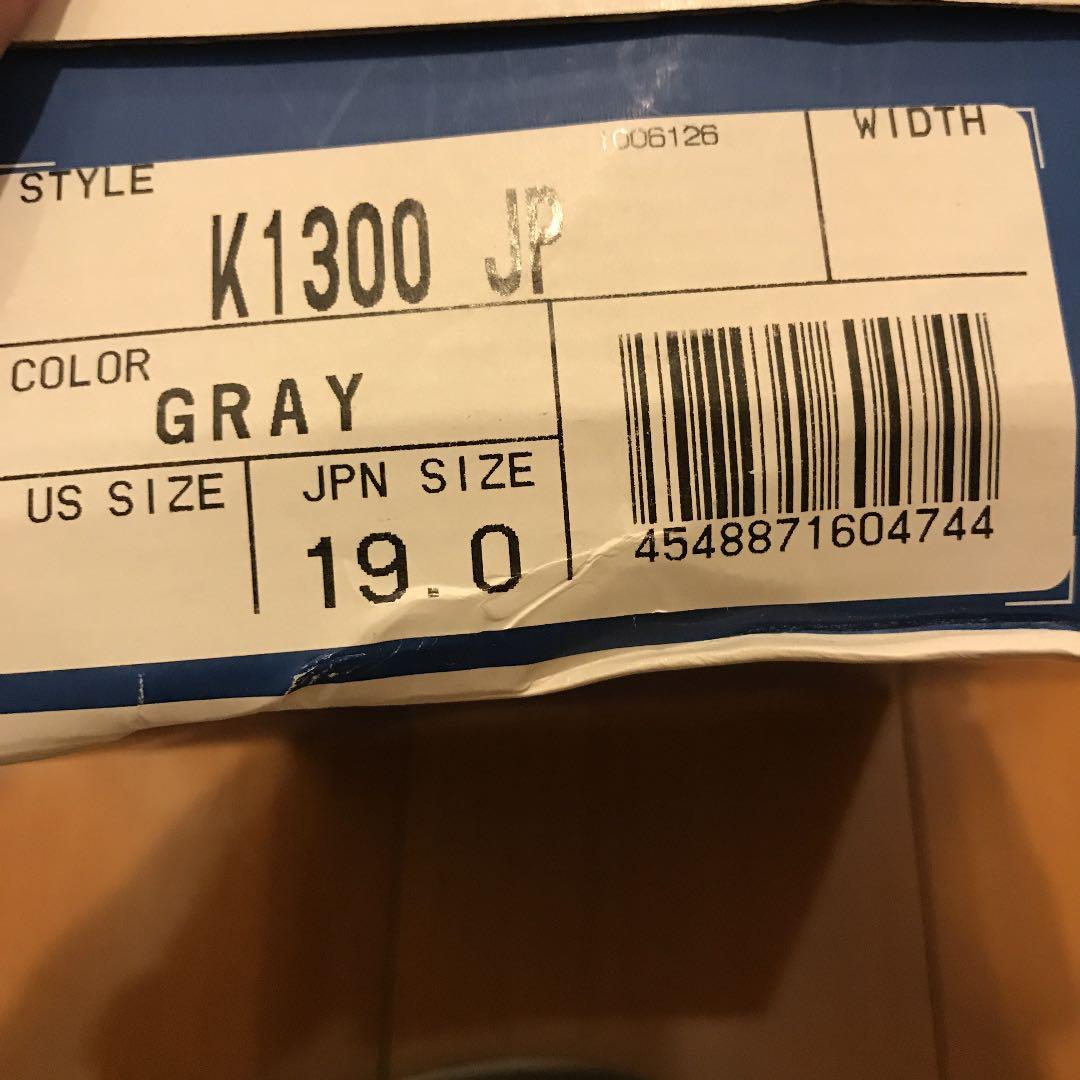 STYLE
K1300 JP
1006126
WIDTH
COLOR
GRAY
US SIZE
JPN SIZE
19.0
4548871604744